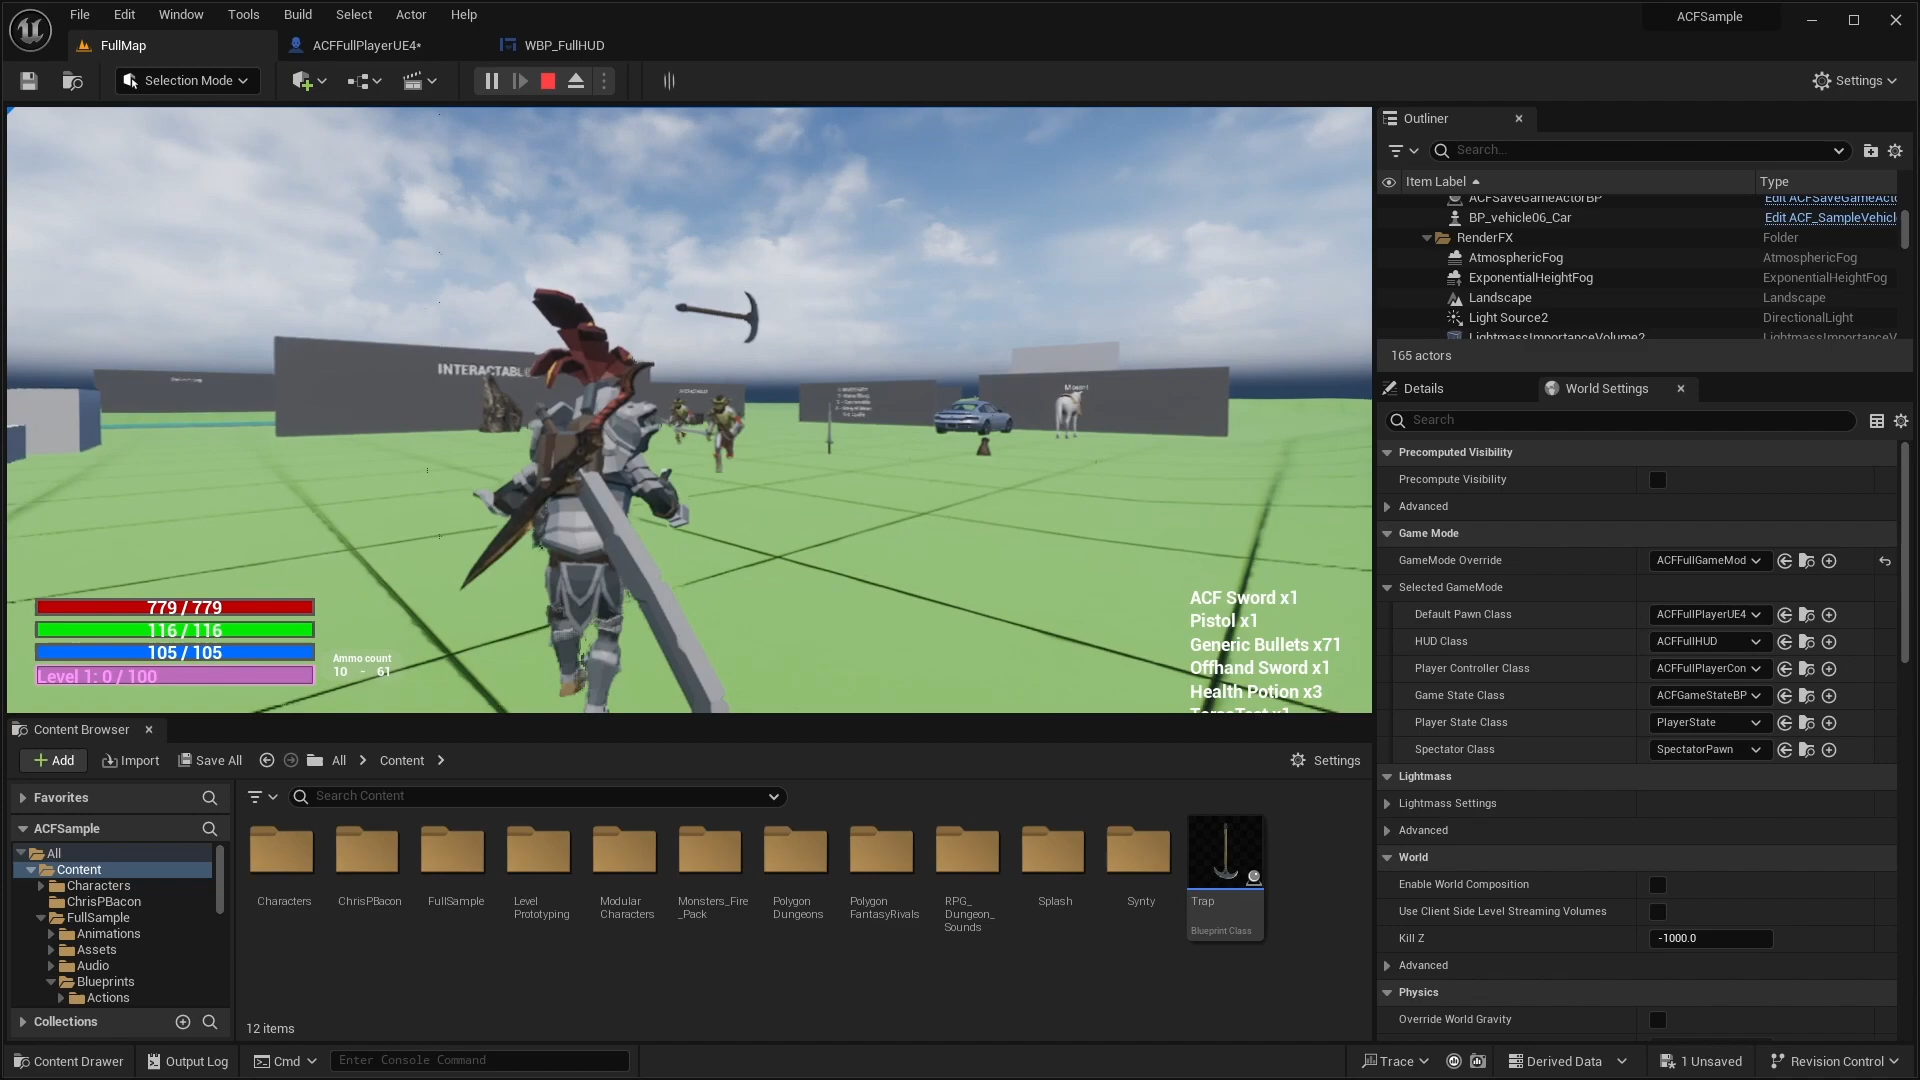 File Edit Window Tools Build Select Actor Help
ACFSample
FullMap
ACFFullPlayerUE4*
WBP_FullHUD
Selection Mode
Settings
INTERACTABL
Mount
779 / 779
116 / 116
105 / 105
Level 1: 0 / 100
Ammo count
10 - 61
ACF Sword x1
Pistol x1
Generic Bullets x71
Offhand Sword x1
Health Potion x3
TorsoTest x1
Outliner
Search...
Item Label Type
ACFSaveGameActorBP Edit ACFSaveGameActo
BP_vehicle06_Car Edit ACF_SampleVehicl
RenderFX Folder
AtmosphericFog AtmosphericFog
ExponentialHeightFog ExponentialHeightFog
Landscape Landscape
Light Source2 DirectionalLight
LightmassImportanceVolume2 LightmassImportanceV
165 actors
Details
World Settings
Search
Precomputed Visibility
Precompute Visibility
Advanced
Game Mode
GameMode Override ACFFullGameMod
Selected GameMode
Default Pawn Class ACFFullPlayerUE4
HUD Class ACFFullHUD
Player Controller Class ACFFullPlayerCon
Game State Class ACFGameStateBP
Player State Class PlayerState
Spectator Class SpectatorPawn
Lightmass
Lightmass Settings
Advanced
World
Enable World Composition
Use Client Side Level Streaming Volumes
Kill Z -1000.0
Advanced
Physics
Override World Gravity
Content Browser
Add Import Save All All Content Settings
Favorites
Search Content
ACFSample
All
Content
Characters
ChrisPBacon
FullSample
Animations
Assets
Audio
Blueprints
Actions
Collections
Characters
ChrisPBacon
FullSample
Level
Prototyping
Modular
Characters
Monsters_Fire
_Pack
Polygon
Dungeons
Polygon
FantasyRivals
RPG_
Dungeon_
Sounds
Splash
Synty
Trap
Blueprint Class
12 items
Content Drawer
Output Log
Cmd
Enter Console Command
Trace
Derived Data
1 Unsaved
Revision Control